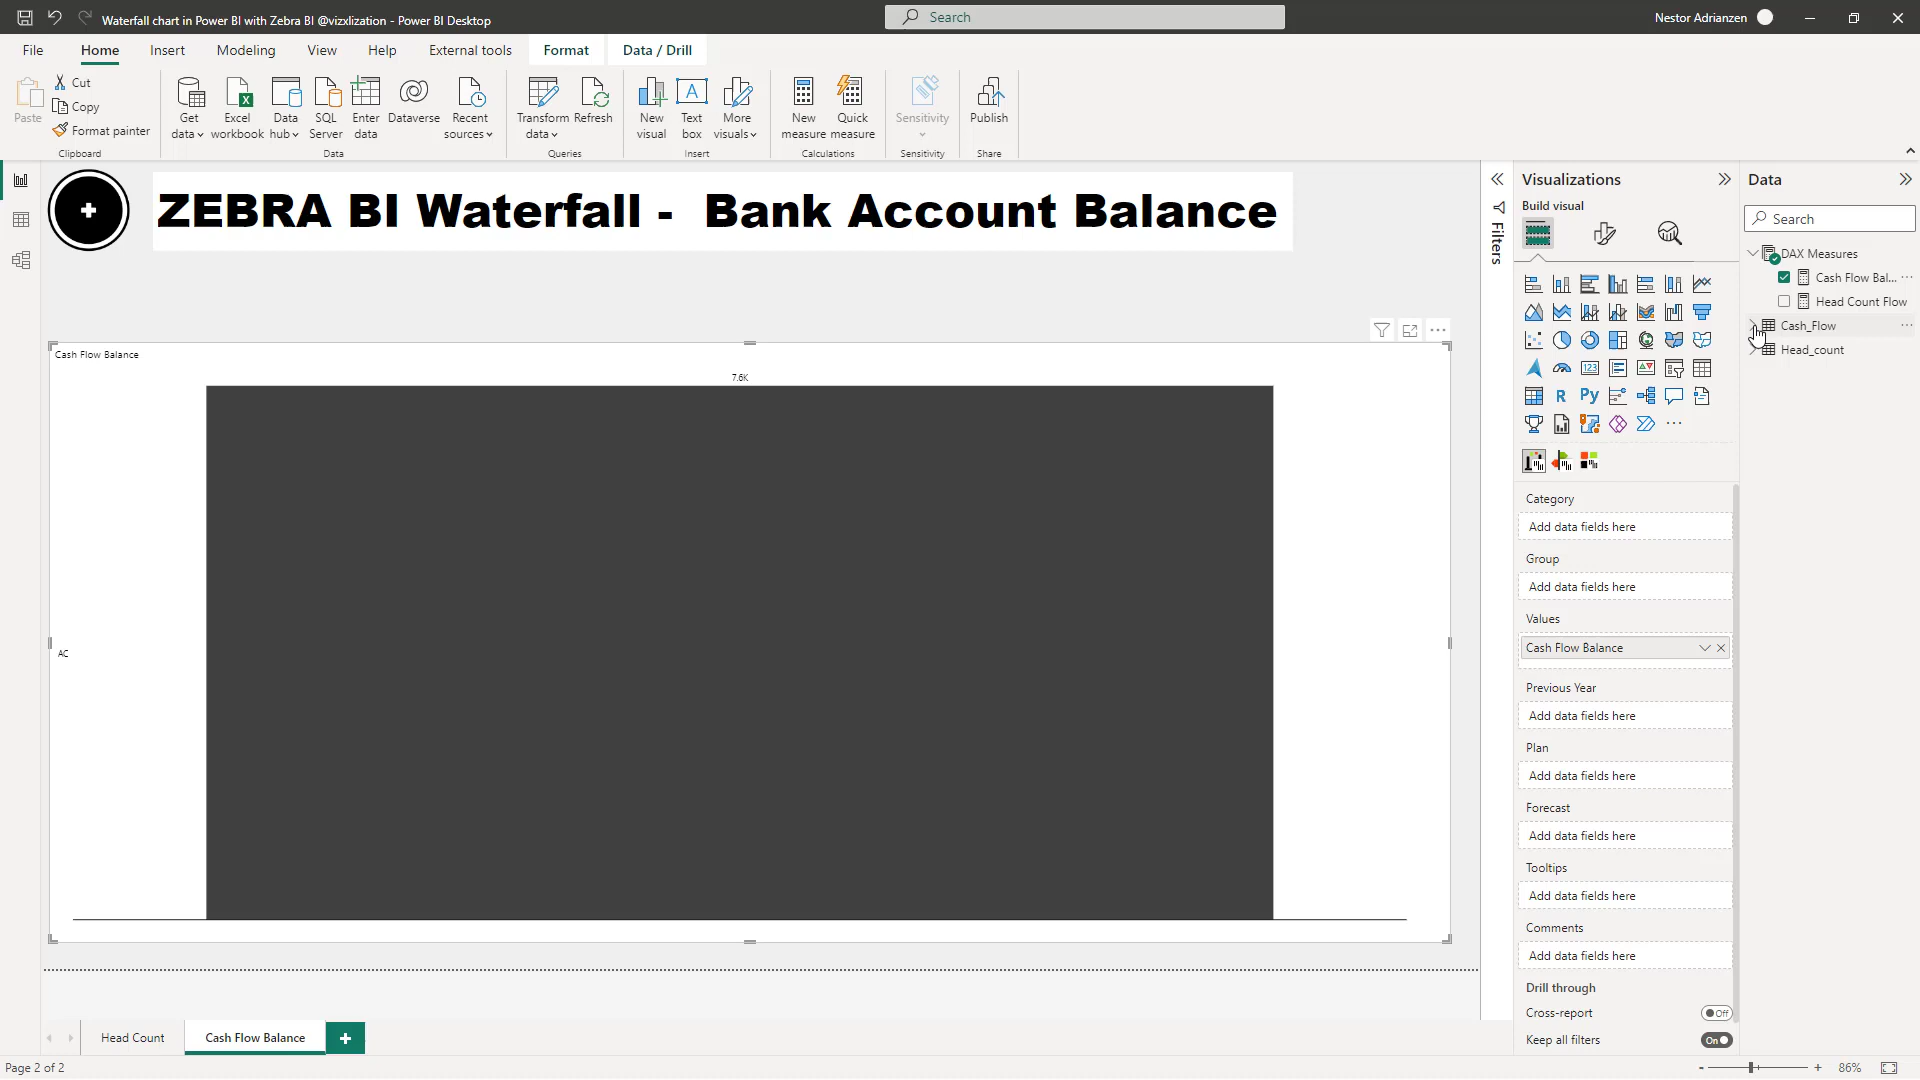 Waterfall chart in Power BI with Zebra BI @vizxlization - Power BI Desktop
Search
Nestor Adrianzen
File
Home
Insert
Modeling
View
Help
External tools
Format
Data / Drill
Paste
Cut
Copy
Format painter
Clipboard
Get data
Excel workbook
Data hub
SQL Server
Enter data
Dataverse
Recent sources
Data
Transform data
Refresh
Queries
New visual
Text box
More visuals
Insert
New measure
Quick measure
Calculations
Sensitivity
Sensitivity
Publish
Share
ZEBRA BI Waterfall - Bank Account Balance
Cash Flow Balance
7.6K
AC
Filters
Visualizations
Build visual
Category
Add data fields here
Group
Add data fields here
Values
Cash Flow Balance
Previous Year
Add data fields here
Plan
Add data fields here
Forecast
Add data fields here
Tooltips
Add data fields here
Comments
Add data fields here
Drill through
Cross-report
Off
Keep all filters
On
Data
Search
DAX Measures
Cash Flow Bal...
Head Count Flow
Cash_Flow
Head_count
Head Count
Cash Flow Balance
Page 2 of 2
86%